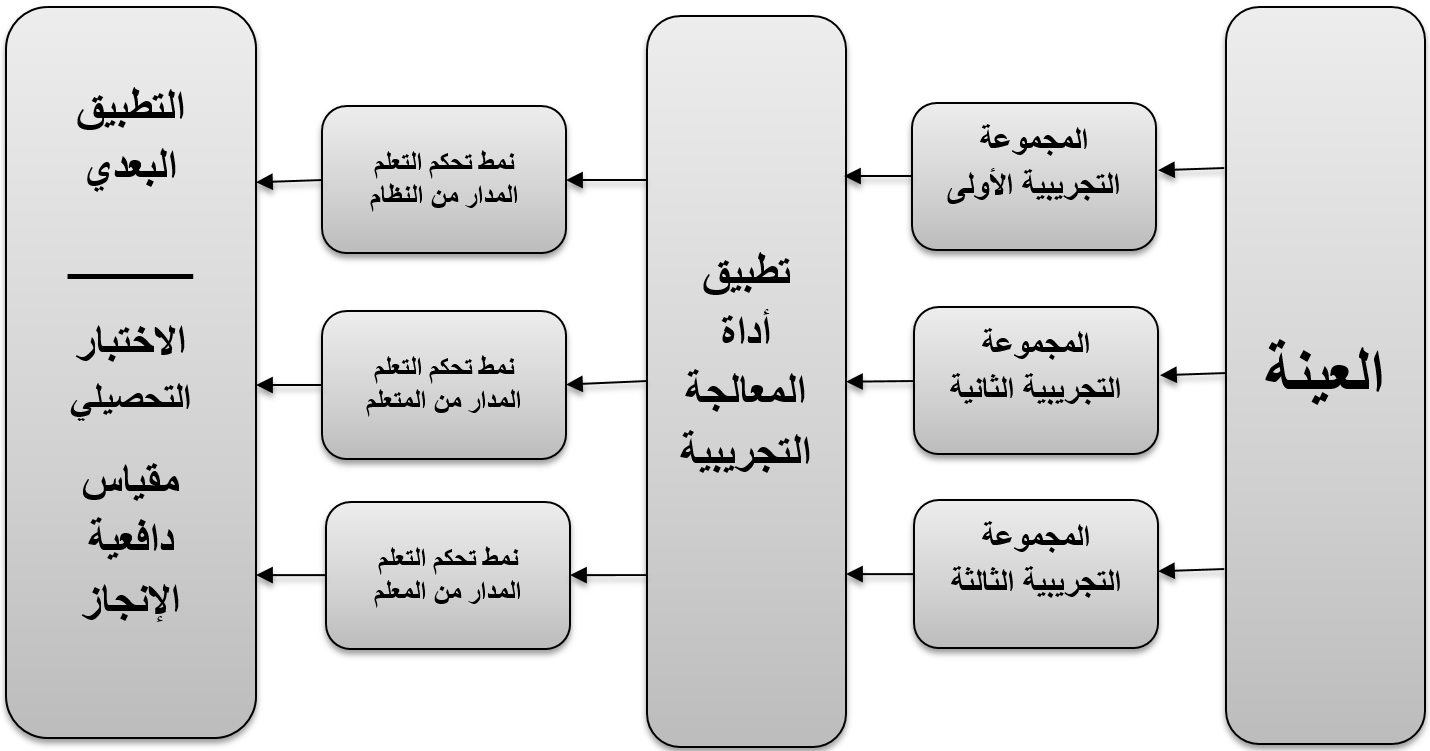 العينة
المجموعة
التجريبية الأولى
المجموعة
التجريبية الثانية
المجموعة
التجريبية الثالثة
تطبيق
أداة
المعالجة
التجريبية
نمط تحكم التعلم
المدار من النظام
نمط تحكم التعلم
المدار من المتعلم
نمط تحكم التعلم
المدار من المعلم
التطبيق
البعدي
الاختبار
التحصيلي
مقياس
دافعية
الإنجاز